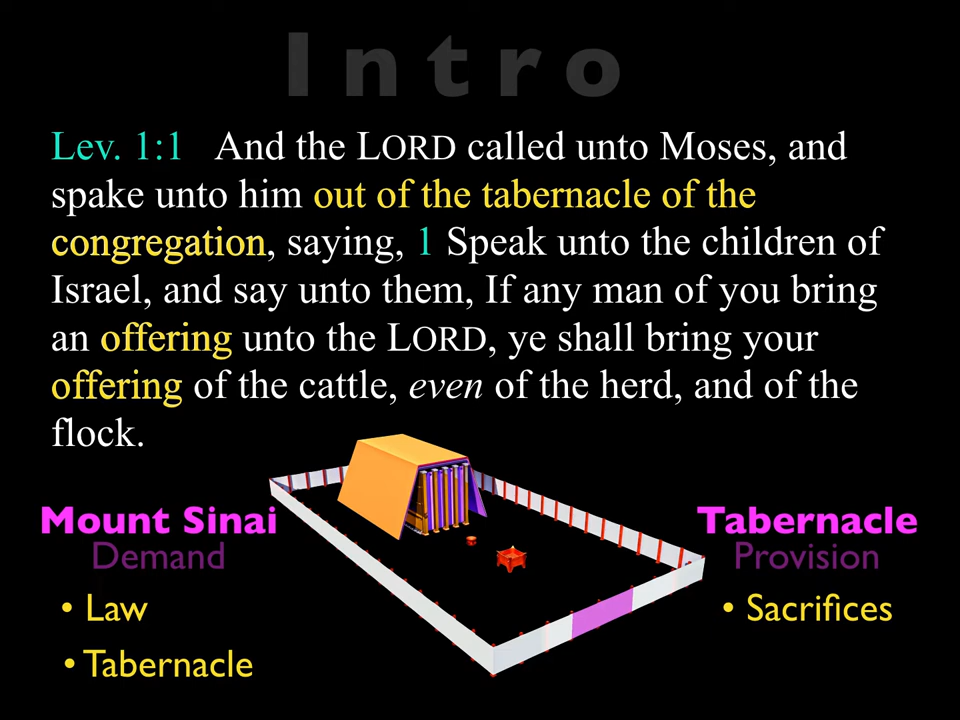 Intro
Lev. 1:1 And the LORD called unto Moses, and
spake unto him out of the tabernacle of the
congregation, saying, 1 Speak unto the children of
Israel, and say unto them, If any man of you bring
an offering unto the LORD, ye shall bring your
offering of the cattle, even of the herd, and of the
flock.
Mount Sinai
Demand
• Law
• Tabernacle
Tabernacle
Provision
• Sacrifices